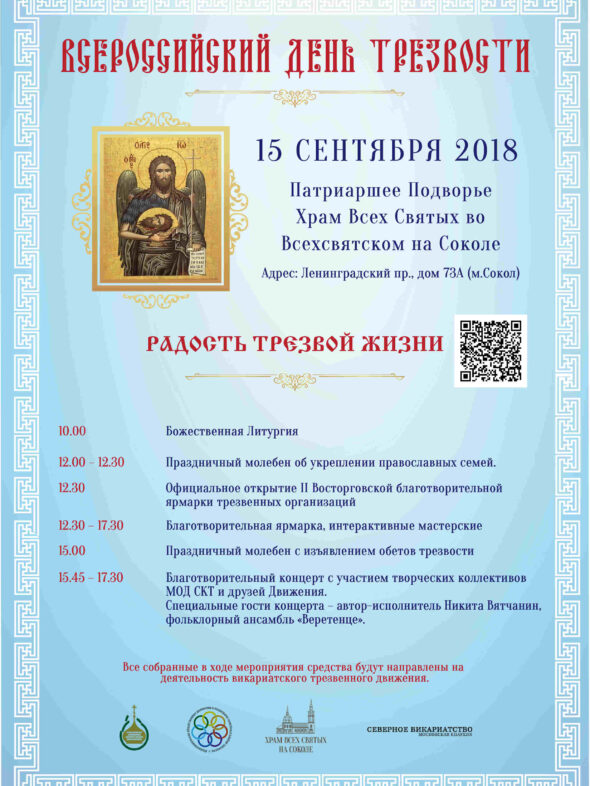 ВСЕРОССИЙСКИЙ ДЕНЬ ТРЕЗВОСТИ
15 СЕНТЯБРЯ 2018
Патриаршее Подворье
Храм Всех Святых во
Всехсвятском на Соколе
Адрес: Ленинградский пр., дом 73А (м.Сокол)
РАДОСТЬ ТРЕЗВОЙ ЖИЗНИ
10.00 Божественная Литургия
12.00 – 12.30 Праздничный молебен об укреплении православных семей.
12.30 Официальное открытие II Восторговской благотворительной
ярмарки трезвенных организаций
12.30 – 17.30 Благотворительная ярмарка, интерактивные мастерские
15.00 Праздничный молебен с изъявлением обетов трезвости
15.45 – 17.30 Благотворительный концерт с участием творческих коллективов
МОД СКТ и друзей Движения.
Специальные гости концерта – автор-исполнитель Никита Вятчанин,
фольклорный ансамбль «Веретенце».
Все собранные в ходе мероприятия средства будут направлены на
деятельность викариатского трезвенного движения.
ХРАМ ВСЕХ СВЯТЫХ
НА СОКОЛЕ
СЕВЕРНОЕ ВИКАРИАТСТВО
МОСКОВСКАЯ ЕПАРХИЯ